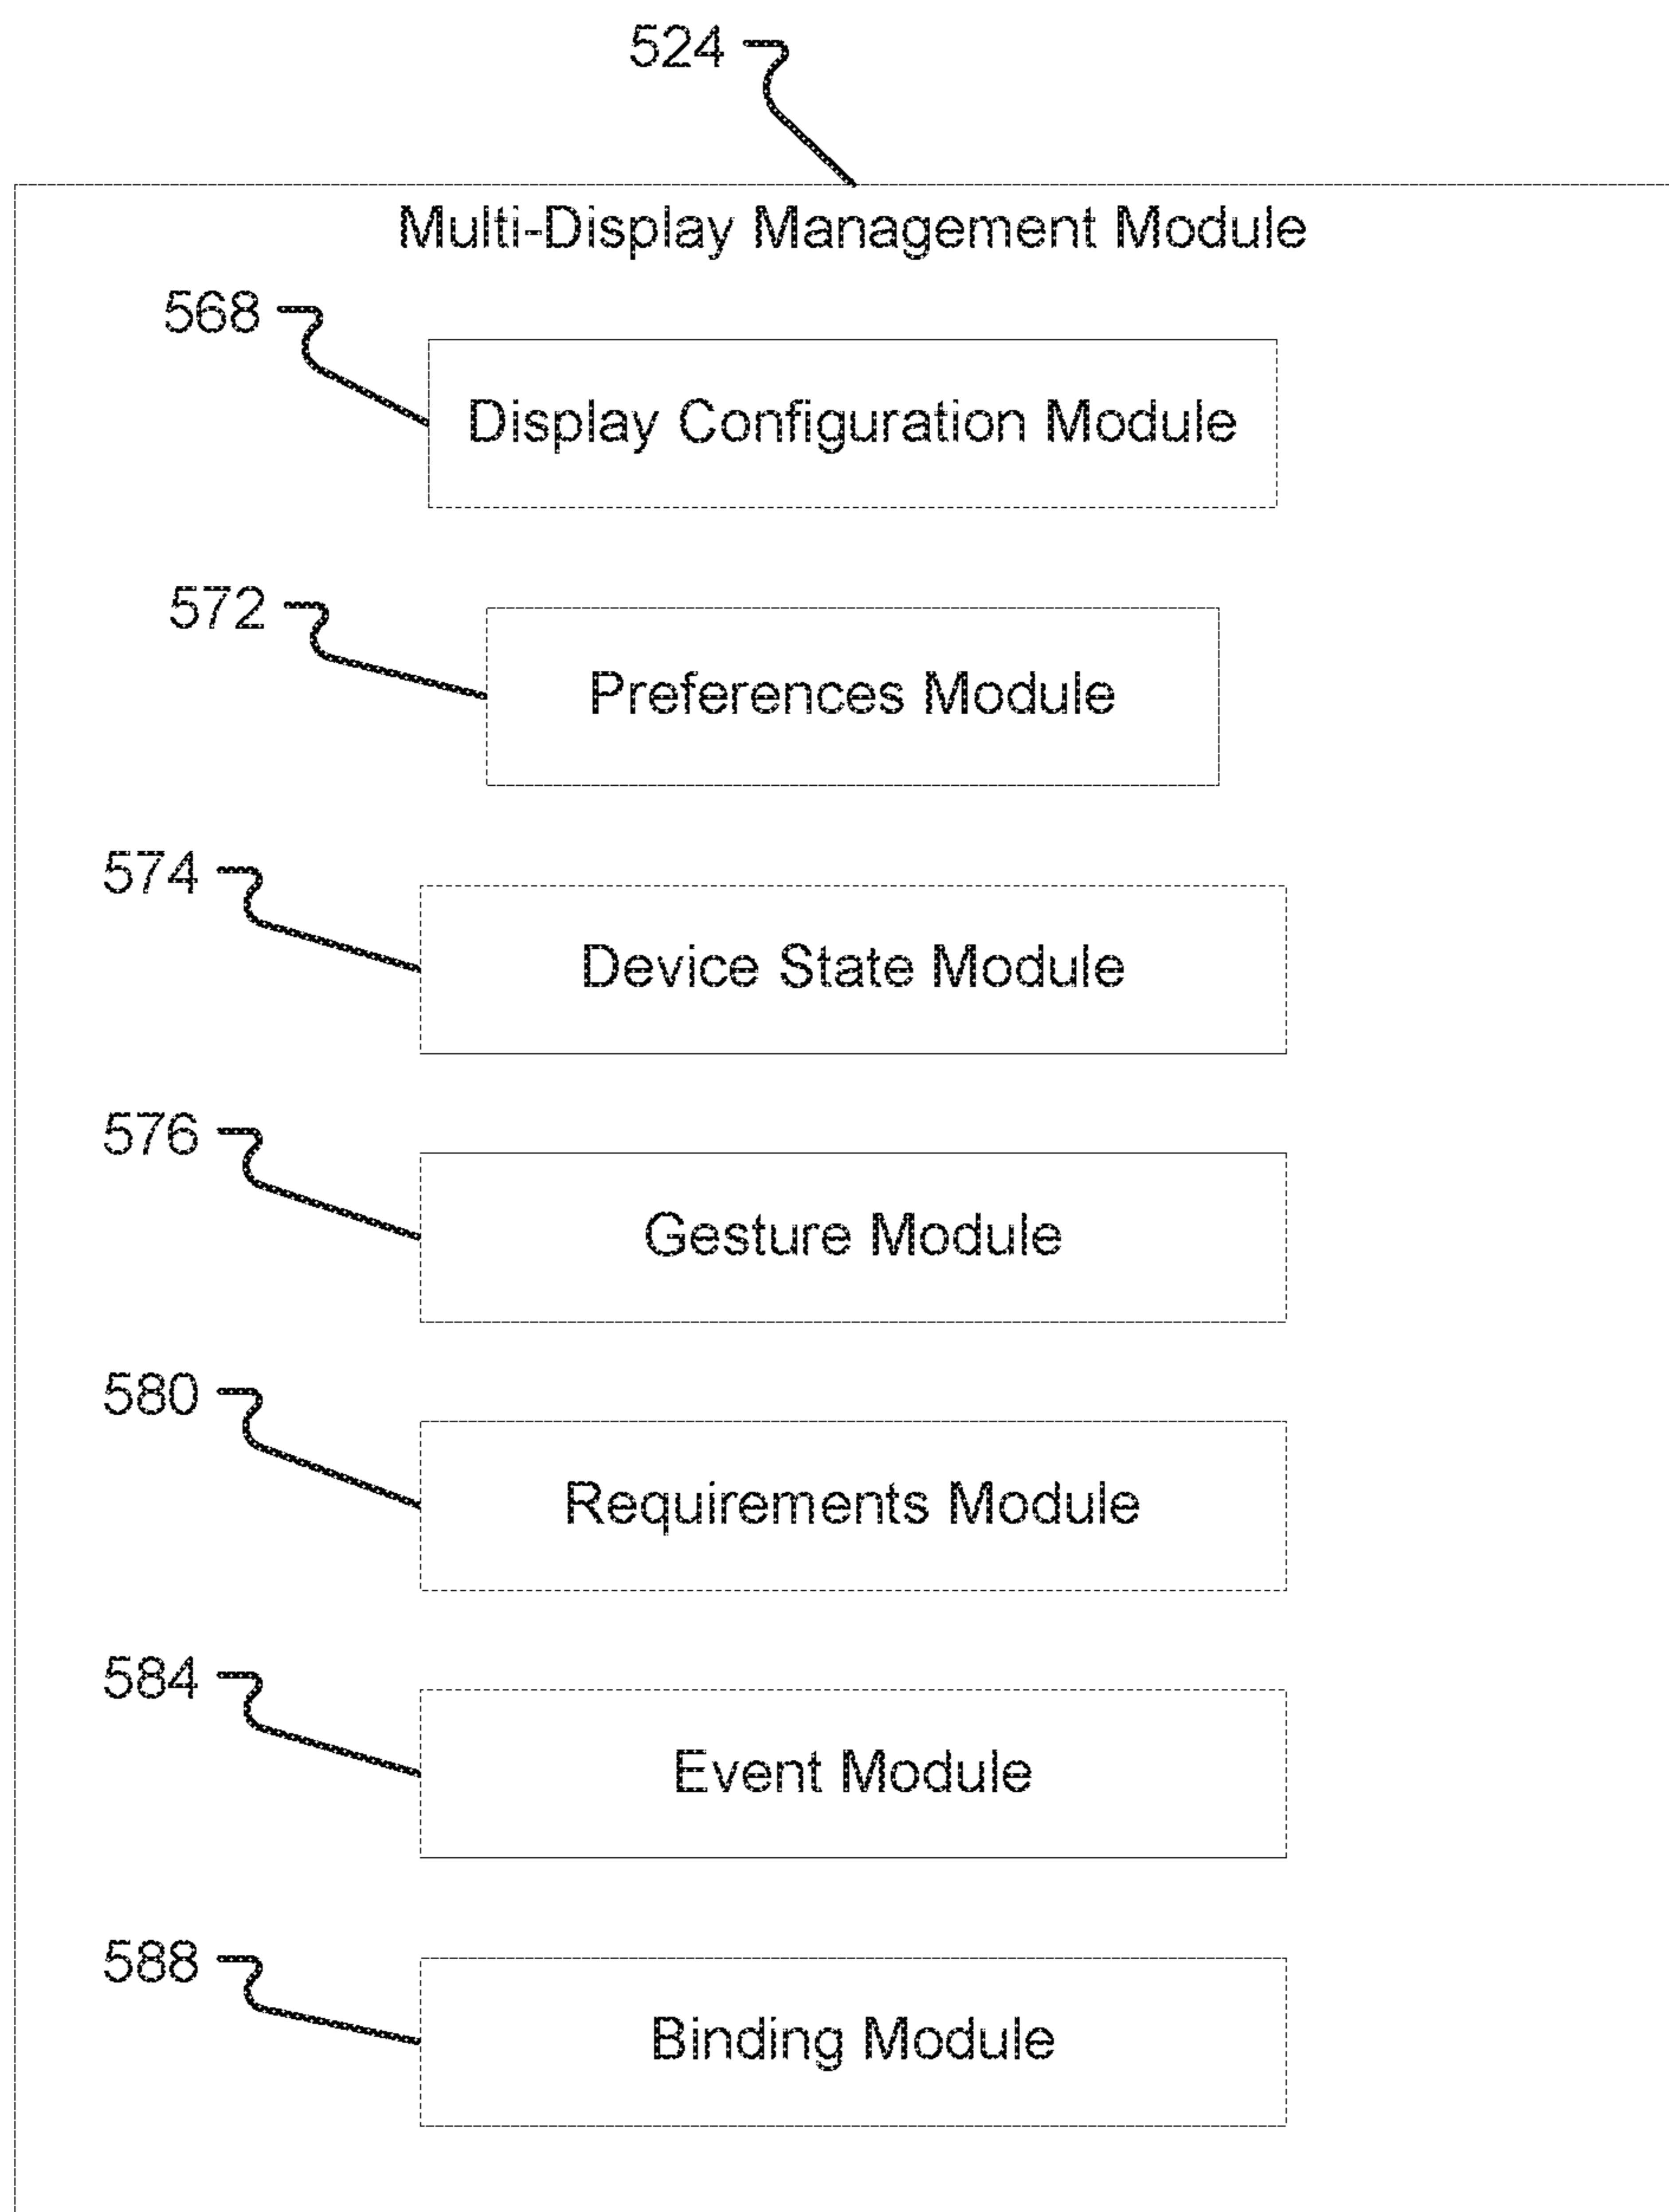 524
Multi-Display Management Module
568
Display Configuration Module
572
Preferences Module
574
Device State Module
576
Gesture Module
580
Requirements Module
584
Event Module
588
Binding Module